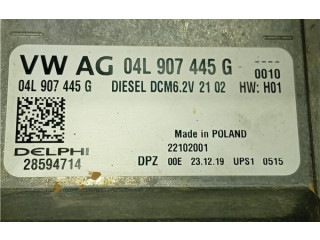 VW AG 04L 907 445 G
0010
04L 907 445 G DIESEL DCM6.2V 21 02 HW: H01
Made in POLAND
DELPHI 22102001
28594714 DPZ 00E 23.12.19 UPS1 0515